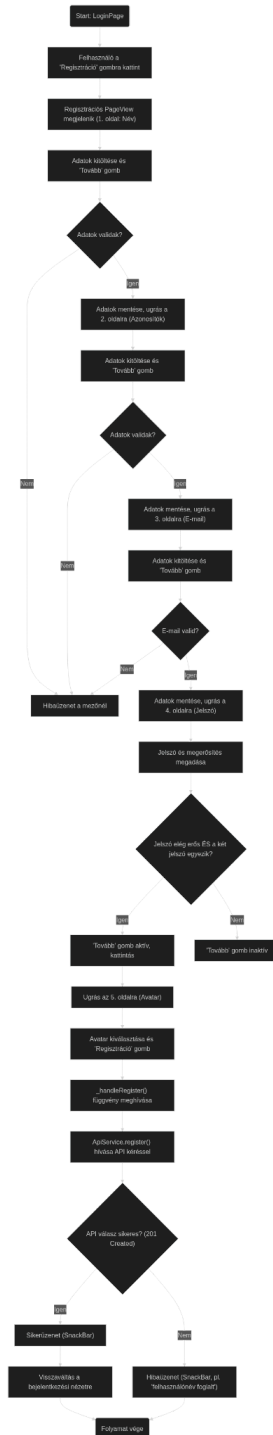 Start: LoginPage
Felhasználó a
'Regisztráció' gombra kattint
Regisztrációs PageView
megjelenik (1. oldal: Név)
Adatok kitöltése és
'Tovább' gomb
Adatok validak?
Igen
Adatok mentése, ugrás a
2. oldalra (Azonosítók)
Adatok kitöltése és
'Tovább' gomb
Adatok validak?
Nem
Igen
Adatok mentése, ugrás a
3. oldalra (E-mail)
Nem
Adatok kitöltése és
'Tovább' gomb
E-mail valid?
Nem
Igen
Hibaüzenet a mezőnél
Adatok mentése, ugrás a
4. oldalra (Jelszó)
Jelszó és megerősítés
megadása
Jelszó elég erős ÉS a két
jelszó egyezik?
Igen
Nem
'Tovább' gomb aktív,
kattintás
'Tovább' gomb inaktív
Ugrás az 5. oldalra (Avatar)
Avatar kiválasztása és
'Regisztráció' gomb
_handleRegister()
függvény meghívása
ApiService.register()
hívása API kéréssel
API válasz sikeres? (201
Created)
Igen
Nem
Sikerüzenet (SnackBar)
Visszaváltás a
bejelentkezési nézetre
Hibaüzenet (SnackBar, pl.
'felhasználónév foglalt')
Folyamat vége